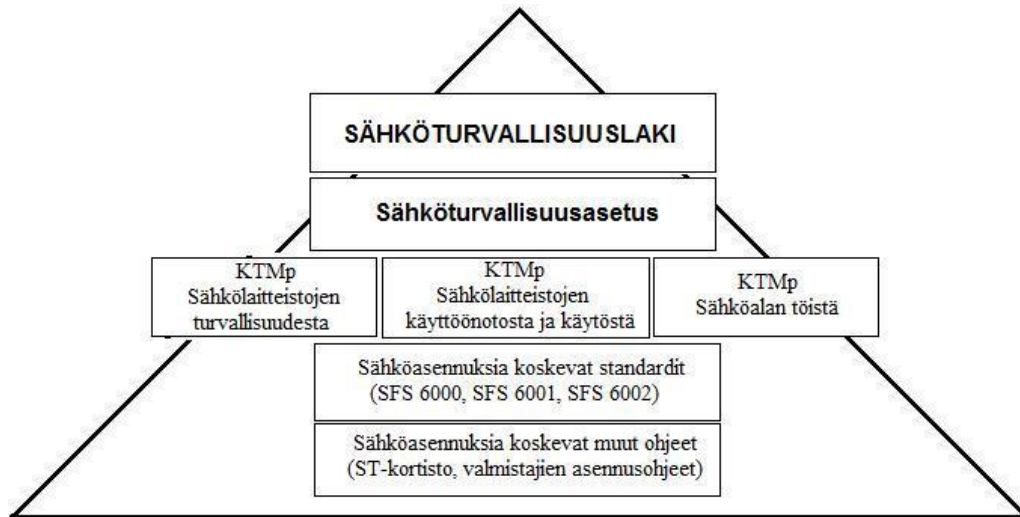 SÄHKÖTURVALLISUUSLAKI
Sähköturvallisuusasetus
KTMp
Sähkölaitteistojen
turvallisuudesta
KTMp
Sähkölaitteistojen
käyttöönotosta ja käytöstä
KTMp
Sähköalan töistä
Sähköasennuksia koskevat standardit
(SFS 6000, SFS 6001, SFS 6002)
Sähköasennuksia koskevat muut ohjeet
(ST-kortisto, valmistajien asennusohjeet)